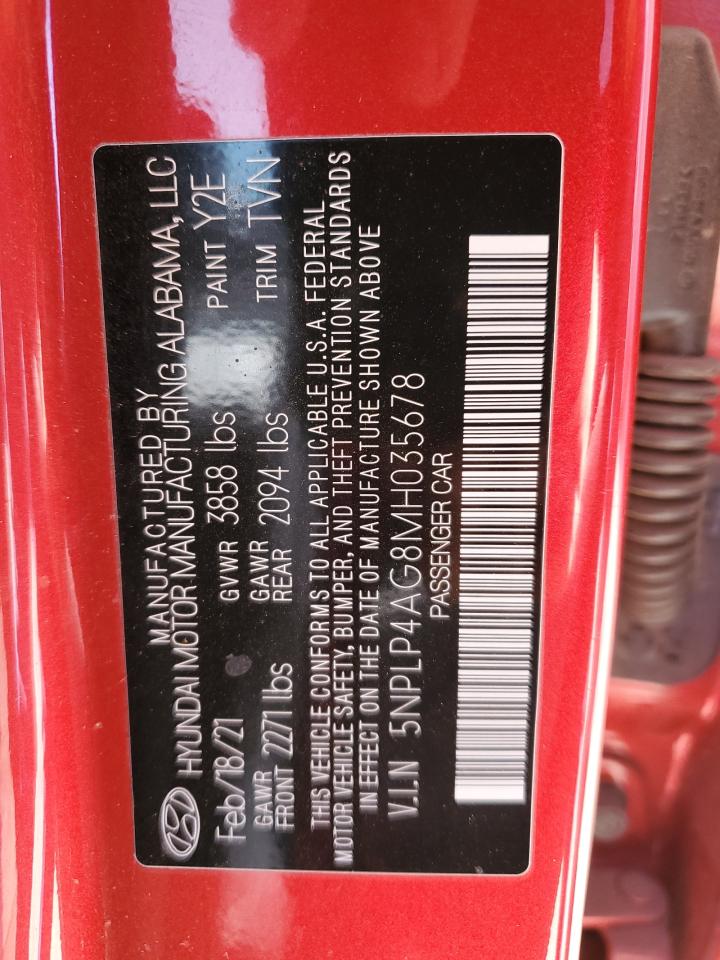 MANUFACTURED BY
HYUNDAI MOTOR MANUFACTURING ALABAMA, LLC
Feb/18/21 GVWR 3858 lbs PAINT Y2E
GAWR FRONT 2271 lbs GAWR REAR 2094 lbs TRIM TVN
THIS VEHICLE CONFORMS TO ALL APPLICABLE U.S.A. FEDERAL
MOTOR VEHICLE SAFETY, BUMPER, AND THEFT PREVENTION STANDARDS
IN EFFECT ON THE DATE OF MANUFACTURE SHOWN ABOVE
V.I.N 5NPLP4AG8MH035678
PASSENGER CAR